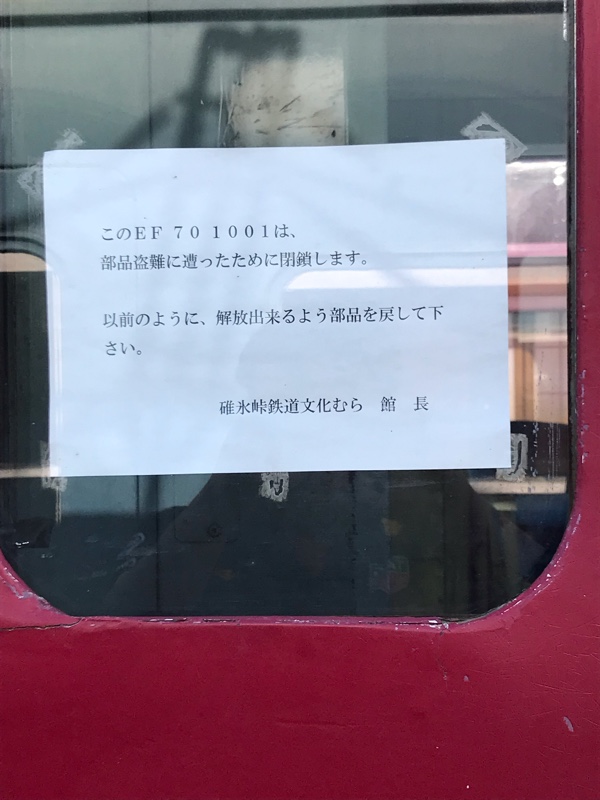 このＥＦ ７０ １００１は、
部品盗難に遭ったために閉鎖します。
以前のように、解放出来るよう部品を戻して下
さい。
碓氷峠鉄道文化むら　館　長